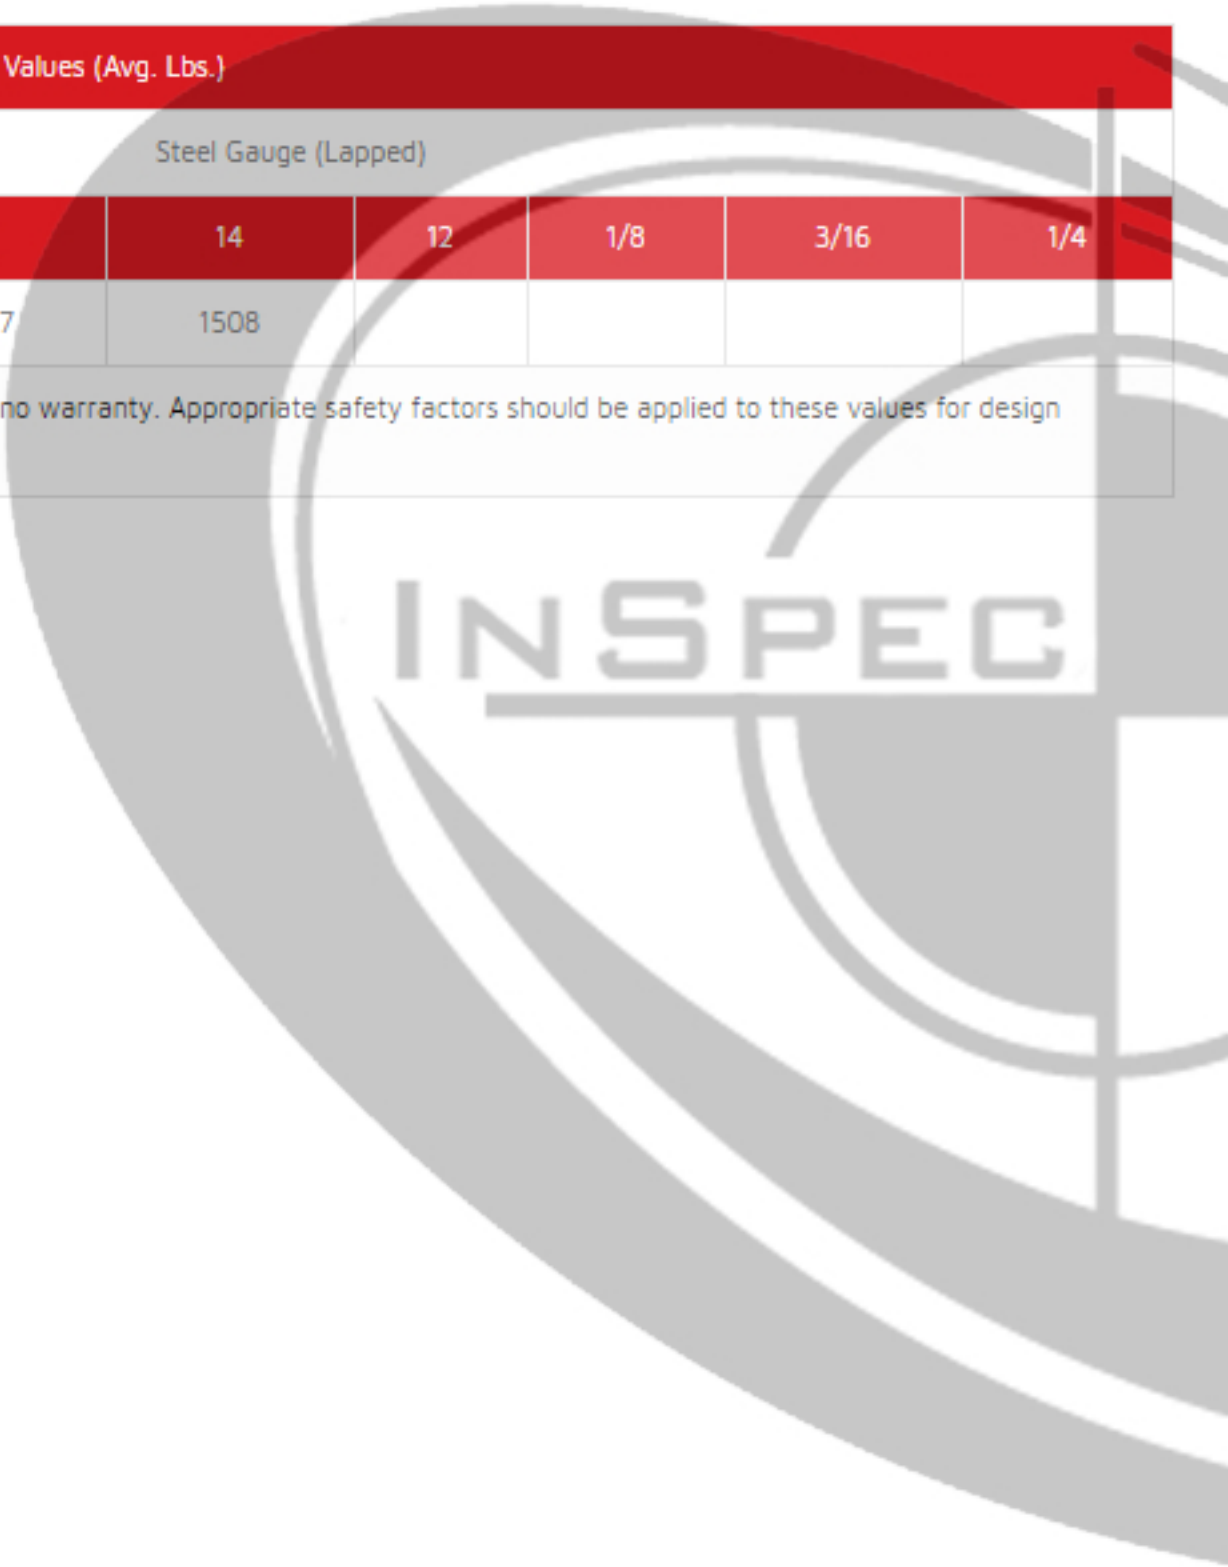 Values (Avg. Lbs.)
Steel Gauge (Lapped)
14 12 1/8 3/16 1/4
7 1508
no warranty. Appropriate safety factors should be applied to these values for design
INSPEC